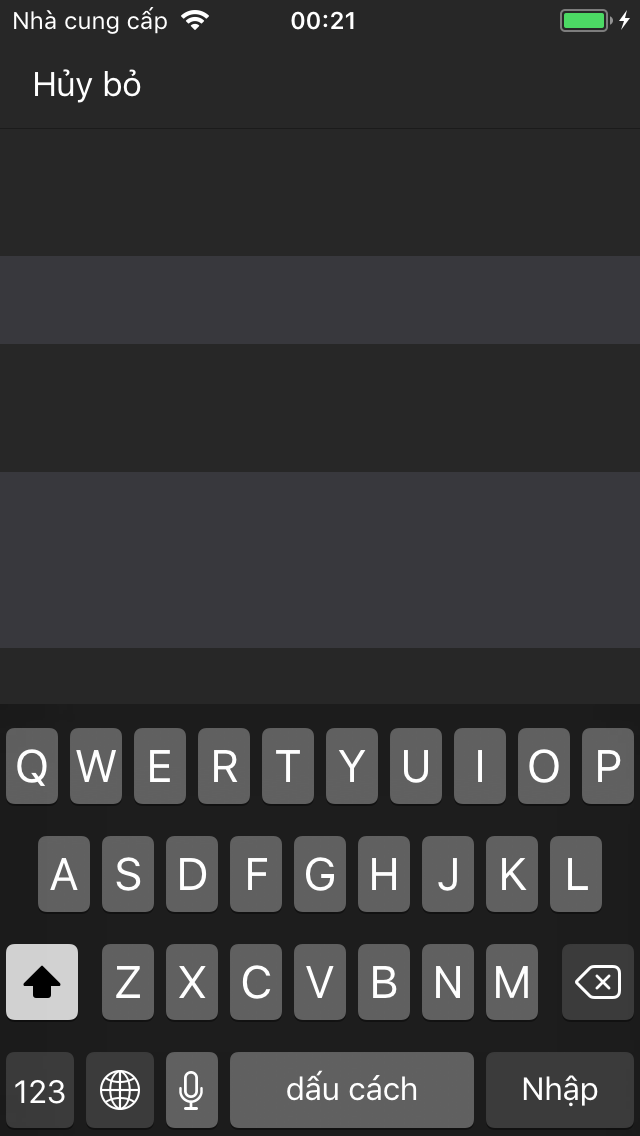 Nhà cung cấp 00:21
Hủy bỏ
Q W E R T Y U I O P
A S D F G H J K L
Z X C V B N M
123 dấu cách Nhập